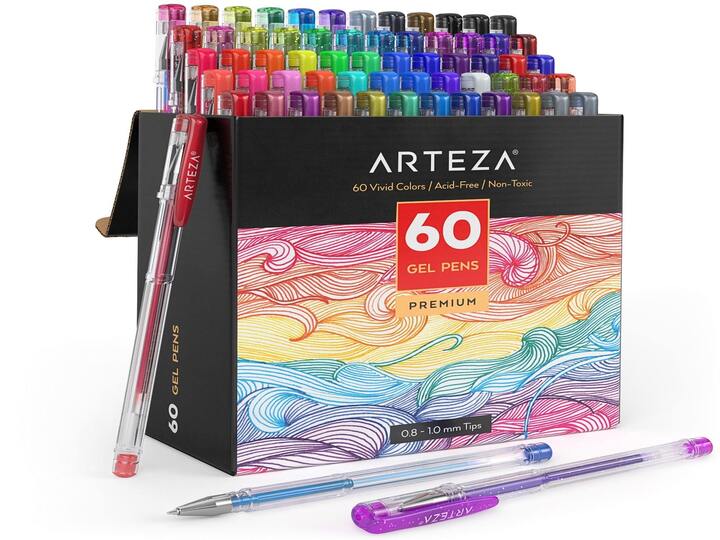 ARTEZA®
60 Vivid Colors / Acid-Free / Non-Toxic
60
GEL PENS
PREMIUM
0.8 - 1.0 mm Tips
60 GEL PENS
ARTEZA
ARTEZA